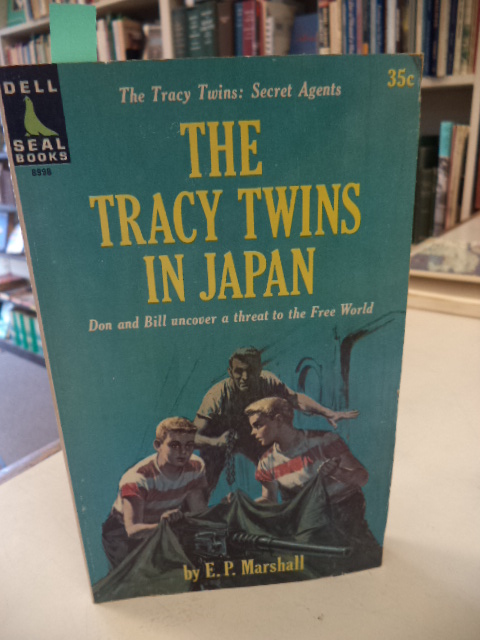 DELL
SEAL
BOOKS
The Tracy Twins: Secret Agents
35c
THE
TRACY TWINS
IN JAPAN
Don and Bill uncover a threat to the Free World
by E. P. Marshall